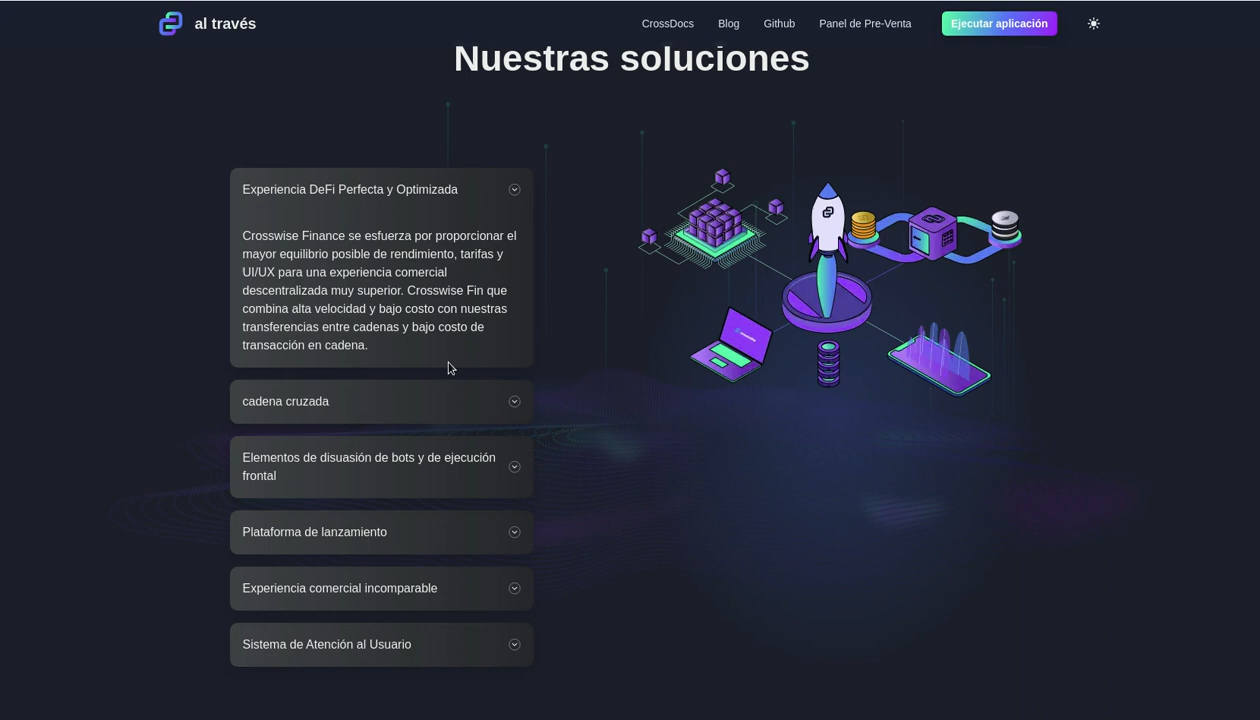 al través
CrossDocs
Blog
Github
Panel de Pre-Venta
Ejecutar aplicación
Nuestras soluciones
Experiencia DeFi Perfecta y Optimizada
Crosswise Finance se esfuerza por proporcionar el
mayor equilibrio posible de rendimiento, tarifas y
UI/UX para una experiencia comercial
descentralizada muy superior. Crosswise Fin que
combina alta velocidad y bajo costo con nuestras
transferencias entre cadenas y bajo costo de
transacción en cadena.
cadena cruzada
Elementos de disuasión de bots y de ejecución
frontal
Plataforma de lanzamiento
Experiencia comercial incomparable
Sistema de Atención al Usuario